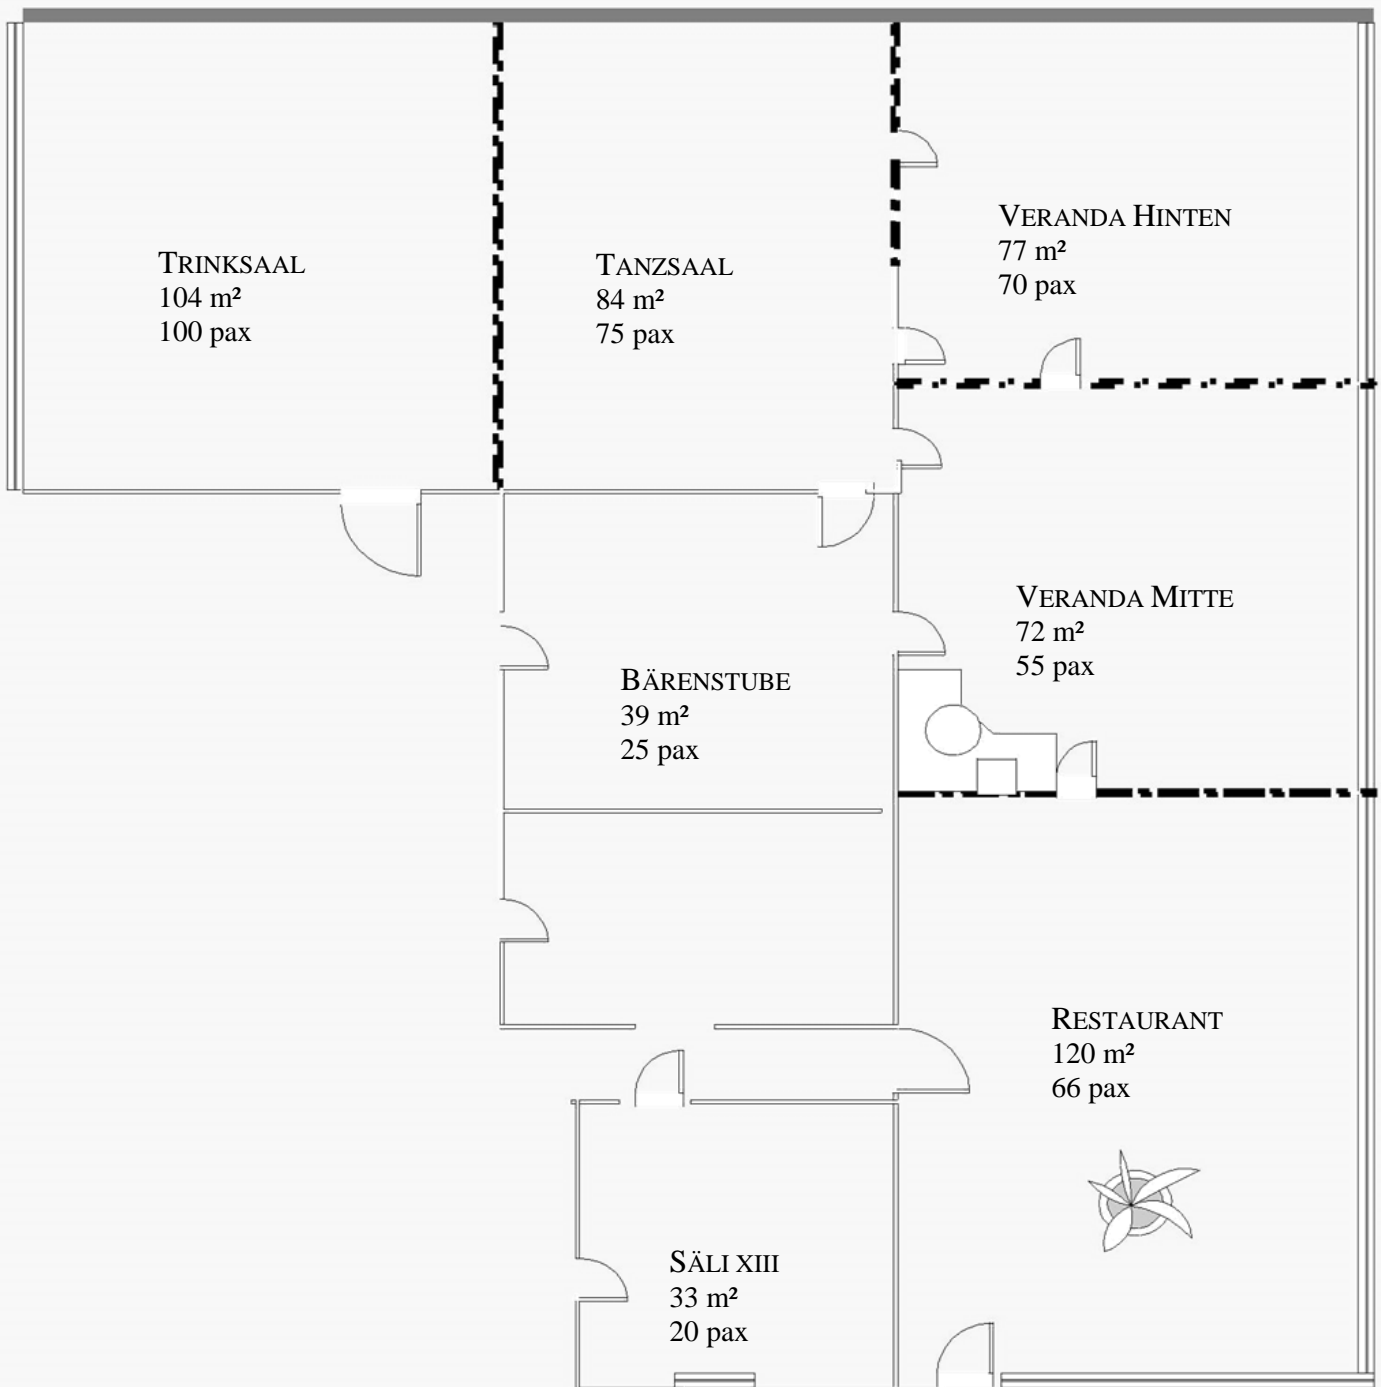 TRINKSAAL
104 m²
100 pax
TANZSAAL
84 m²
75 pax
VERANDA HINTEN
77 m²
70 pax
VERANDA MITTE
72 m²
55 pax
BÄRENSTUBE
39 m²
25 pax
RESTAURANT
120 m²
66 pax
SÄLI XIII
33 m²
20 pax